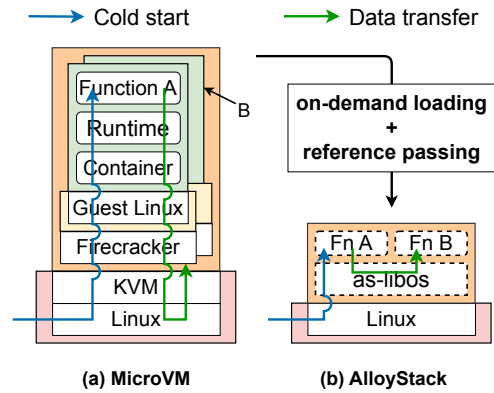 Cold start
Data transfer
Function A
B
Runtime
Container
Guest Linux
Firecracker
KVM
Linux
on-demand loading
+
reference passing
Fn A
Fn B
as-libos
Linux
(a) MicroVM
(b) AlloyStack